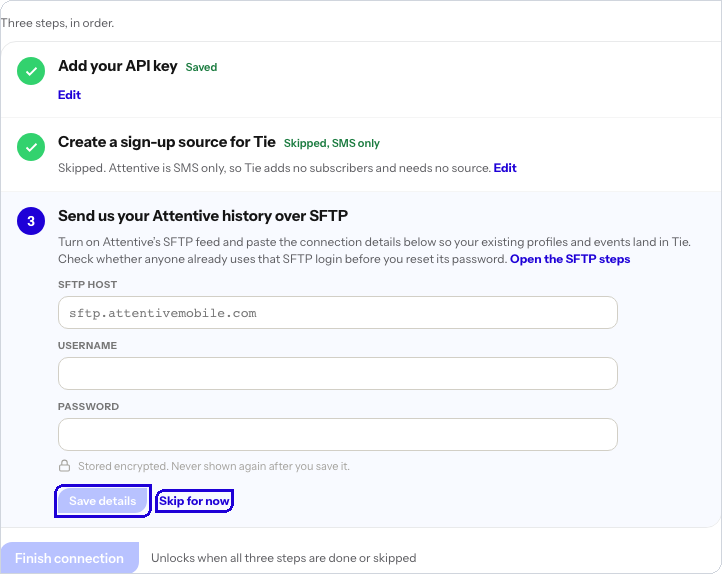 Three steps, in order.
Add your API key Saved
Edit
Create a sign-up source for Tie Skipped, SMS only
Skipped. Attentive is SMS only, so Tie adds no subscribers and needs no source. Edit
3 Send us your Attentive history over SFTP
Turn on Attentive’s SFTP feed and paste the connection details below so your existing profiles and events land in Tie.
Check whether anyone already uses that SFTP login before you reset its password. Open the SFTP steps
SFTP HOST
sftp.attentivemobile.com
USERNAME
PASSWORD
Stored encrypted. Never shown again after you save it.
Save details Skip for now
Finish connection Unlocks when all three steps are done or skipped